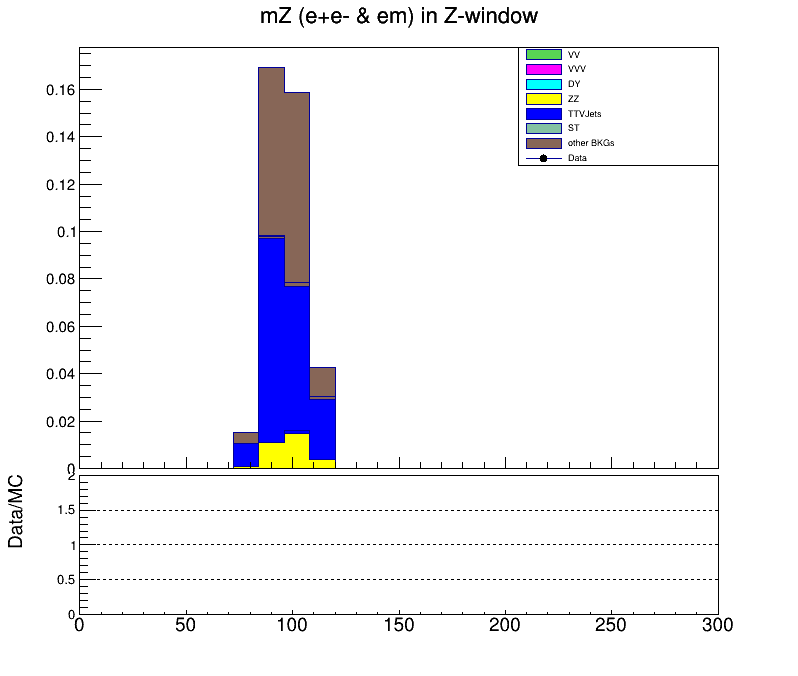 mZ (e+e- & em) in Z-window
VV
VVV
DY
ZZ
TTVJets
ST
other BKGs
Data
0.16
0.14
0.12
0.1
0.08
0.06
0.04
0.02
0
Data/MC
2
1.5
1
0.5
0
0 50 100 150 200 250 300